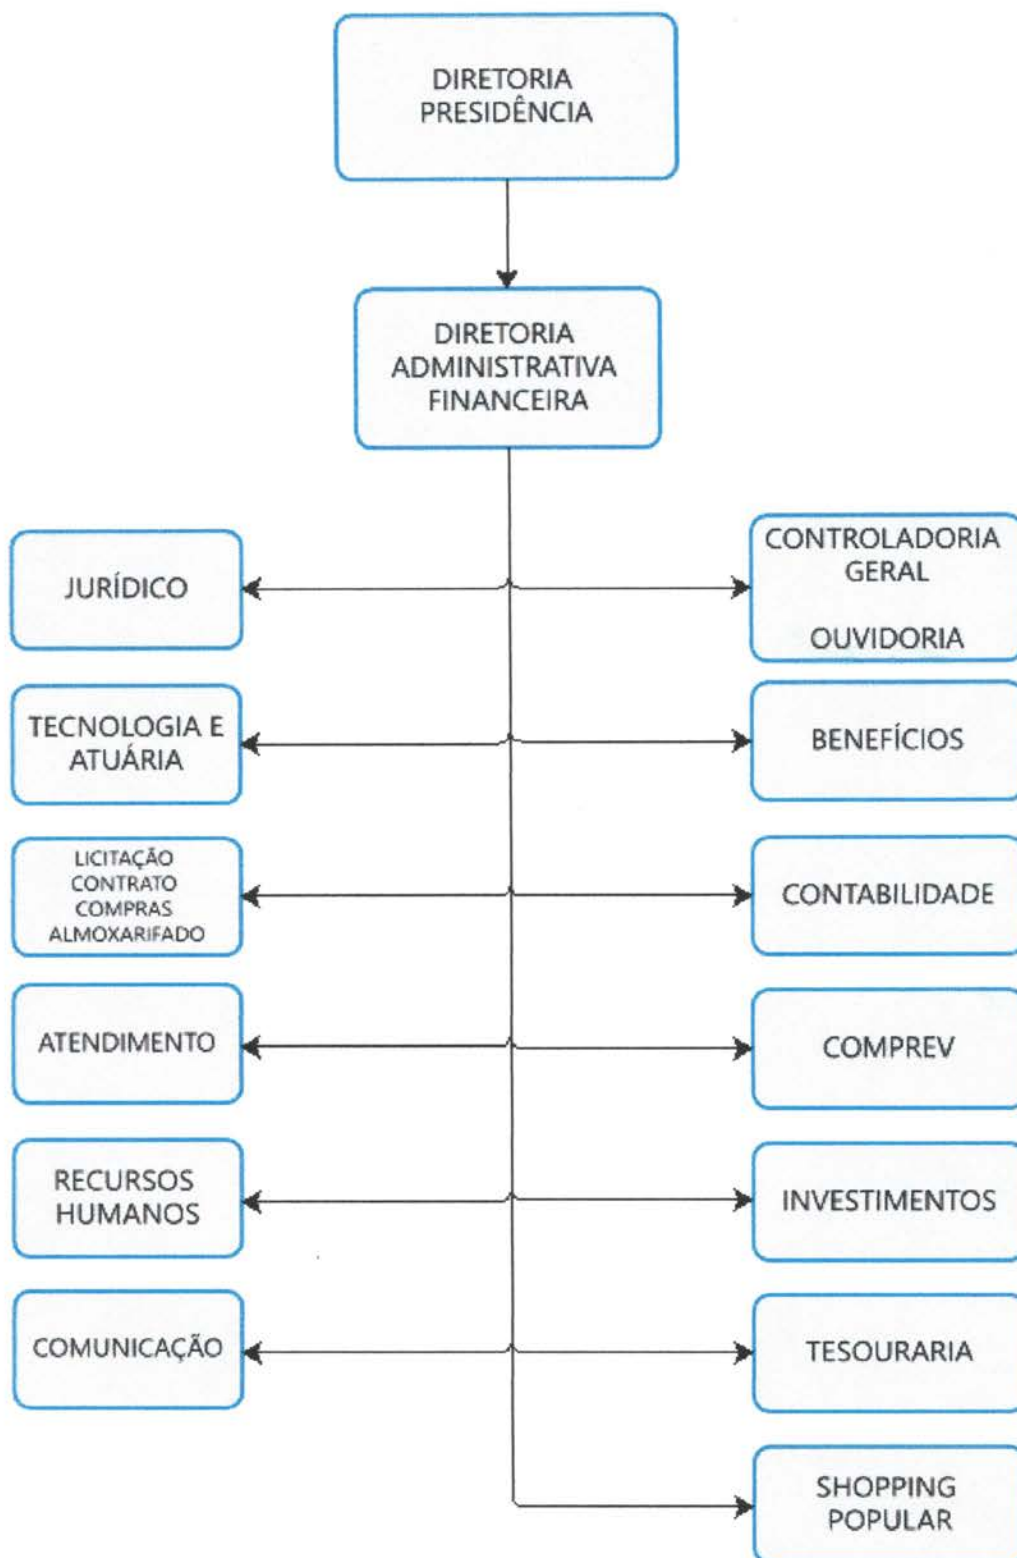 DIRETORIA
PRESIDÊNCIA
DIRETORIA
ADMINISTRATIVA
FINANCEIRA
JURÍDICO
CONTROLADORIA
GERAL
OUVIDORIA
TECNOLOGIA E
ATUÁRIA
BENEFÍCIOS
LICITAÇÃO
CONTRATO
COMPRAS
ALMOXARIFADO
CONTABILIDADE
ATENDIMENTO
COMPREV
RECURSOS
HUMANOS
INVESTIMENTOS
COMUNICAÇÃO
TESOURARIA
SHOPPING
POPULAR